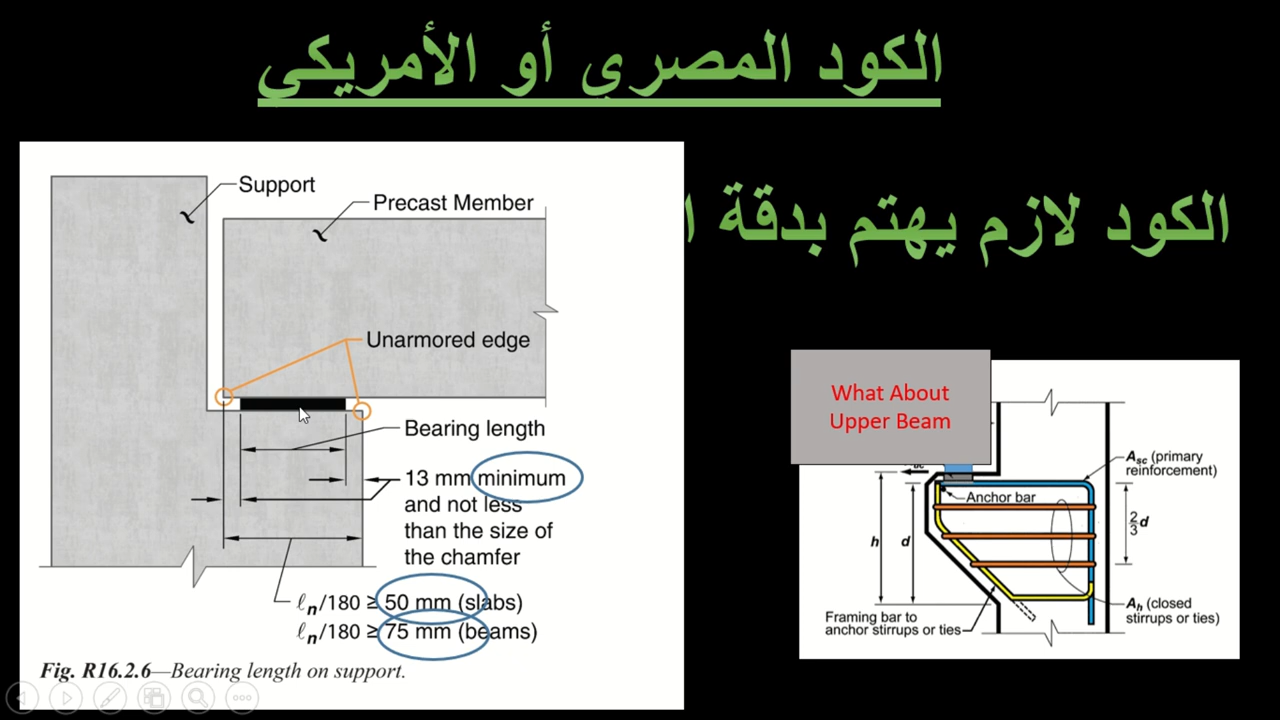 الكود المصري أو الأمريكي
الكود لازم يهتم بدقة
Support
Precast Member
Unarmored edge
Bearing length
13 mm minimum
and not less
than the size of
the chamfer
ℓn/180 ≥ 50 mm (slabs)
ℓn/180 ≥ 75 mm (beams)
Fig. R16.2.6—Bearing length on support.
What About
Upper Beam
Asc (primary
reinforcement)
Anchor bar
2/3 d
h
d
Framing bar to
anchor stirrups or ties
Ah (closed
stirrups or ties)